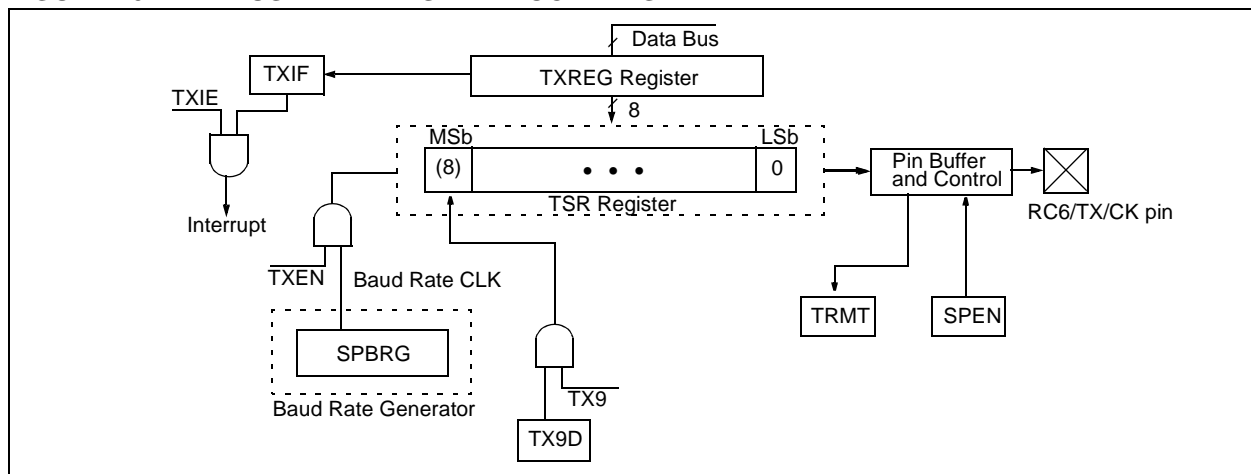 Data Bus
TXIF
TXREG Register
TXIE
8
MSb
LSb
(8)
• • •
0
Pin Buffer
and Control
TSR Register
RC6/TX/CK pin
Interrupt
TXEN
Baud Rate CLK
TRMT
SPEN
SPBRG
TX9
Baud Rate Generator
TX9D